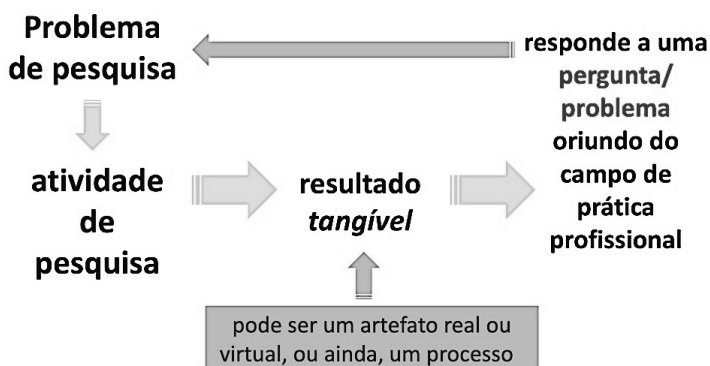 Problema
de pesquisa
atividade
de
pesquisa
resultado
tangível
responde a uma
pergunta/
problema
oriundo do
campo de
prática
profissional
pode ser um artefato real ou
virtual, ou ainda, um processo